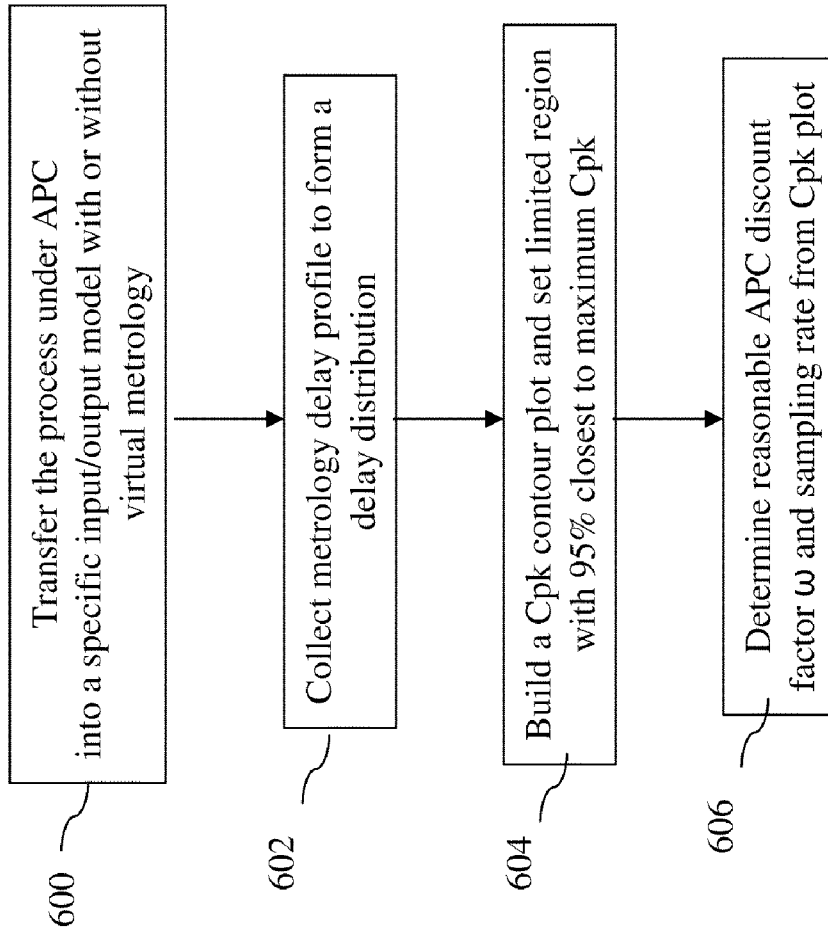 600
Transfer the process under APC
into a specific input/output model with or without
virtual metrology
602
Collect metrology delay profile to form a
delay distribution
604
Build a Cpk contour plot and set limited region
with 95% closest to maximum Cpk
606
Determine reasonable APC discount
factor ω and sampling rate from Cpk plot